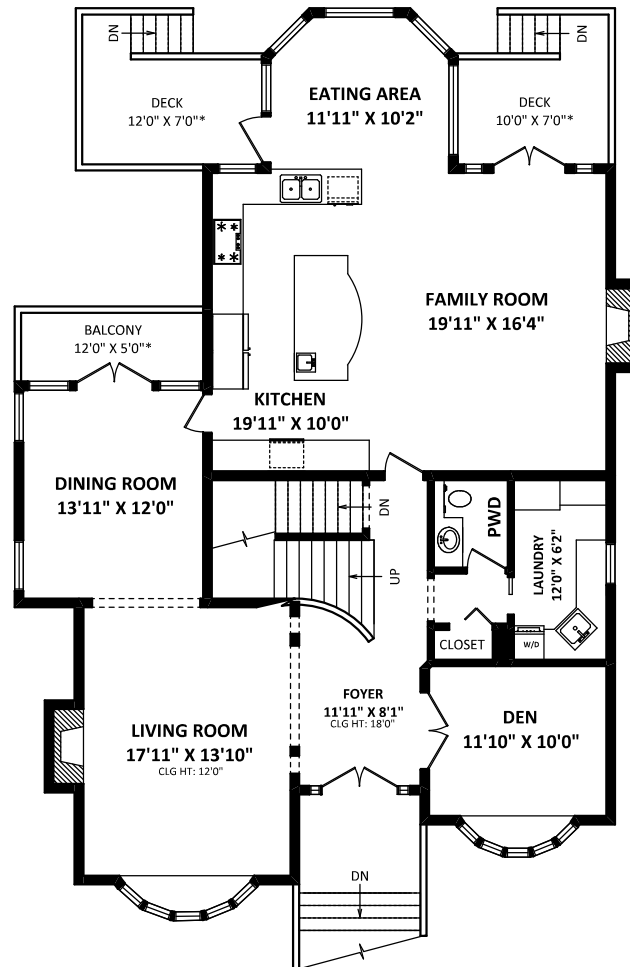 DN
DN
DECK
12'0" X 7'0"*
EATING AREA
11'11" X 10'2"
DECK
10'0" X 7'0"*
FAMILY ROOM
19'11" X 16'4"
BALCONY
12'0" X 5'0"*
KITCHEN
19'11" X 10'0"
DINING ROOM
13'11" X 12'0"
DN
UP
PWD
LAUNDRY
12'0" X 6'2"
CLOSET
W/D
FOYER
11'11" X 8'1"
CLG HT: 18'0"
LIVING ROOM
17'11" X 13'10"
CLG HT: 12'0"
DEN
11'10" X 10'0"
DN